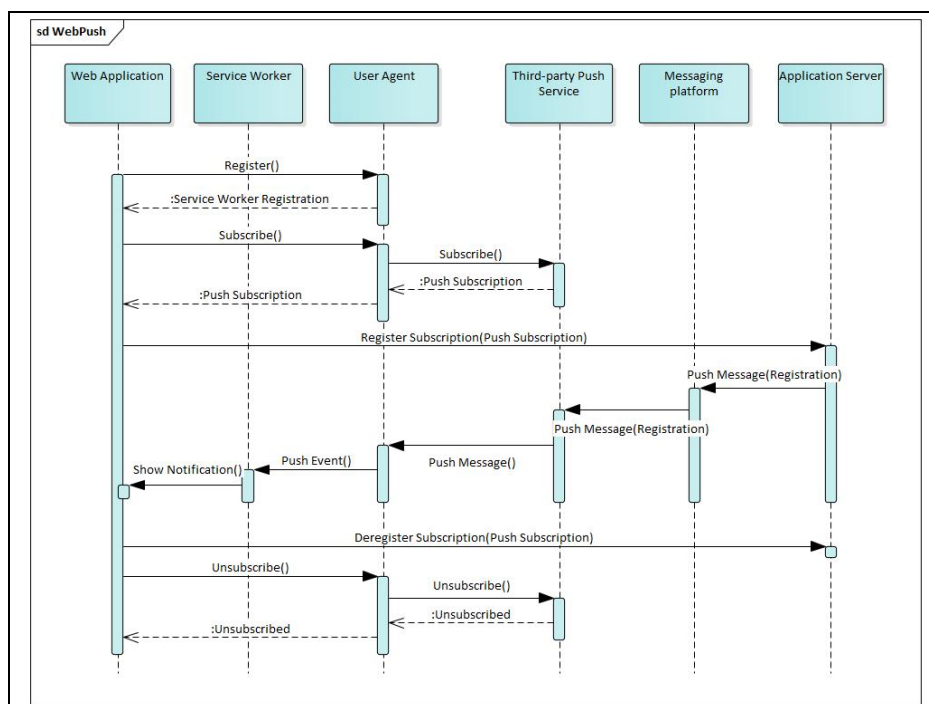 sd WebPush
Web Application
Service Worker
User Agent
Third-party Push
Service
Messaging
platform
Application Server
Register()
:Service Worker Registration
Subscribe()
Subscribe()
:Push Subscription
:Push Subscription
Register Subscription(Push Subscription)
Push Message(Registration)
Push Message(Registration)
Push Message()
Push Event()
Show Notification()
Deregister Subscription(Push Subscription)
Unsubscribe()
Unsubscribe()
:Unsubscribed
:Unsubscribed